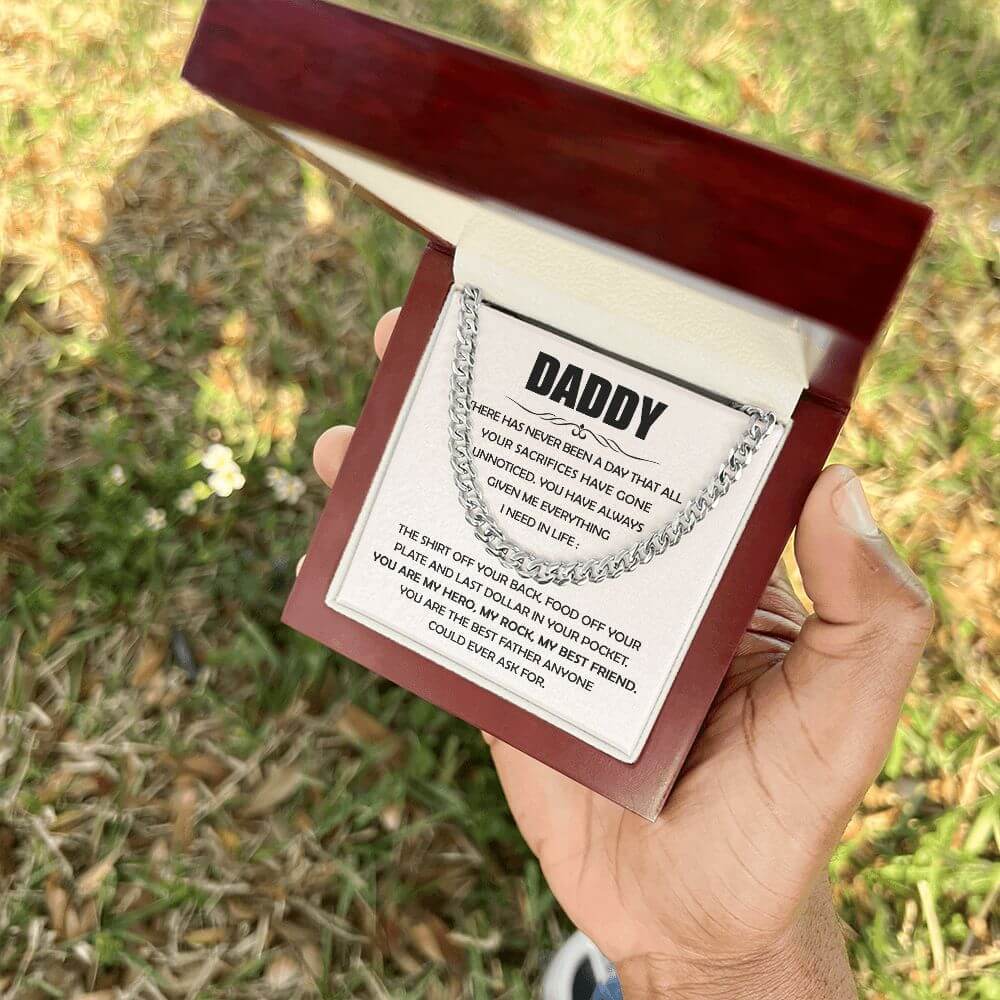 DADDY
THERE HAS NEVER BEEN A DAY THAT ALL
YOUR SACRIFICES HAVE GONE
UNNOTICED. YOU HAVE ALWAYS
GIVEN ME EVERYTHING
I NEED IN LIFE :
THE SHIRT OFF YOUR BACK, FOOD OFF YOUR
PLATE AND LAST DOLLAR IN YOUR POCKET.
YOU ARE MY HERO, MY ROCK, MY BEST FRIEND.
YOU ARE THE BEST FATHER ANYONE
COULD EVER ASK FOR.